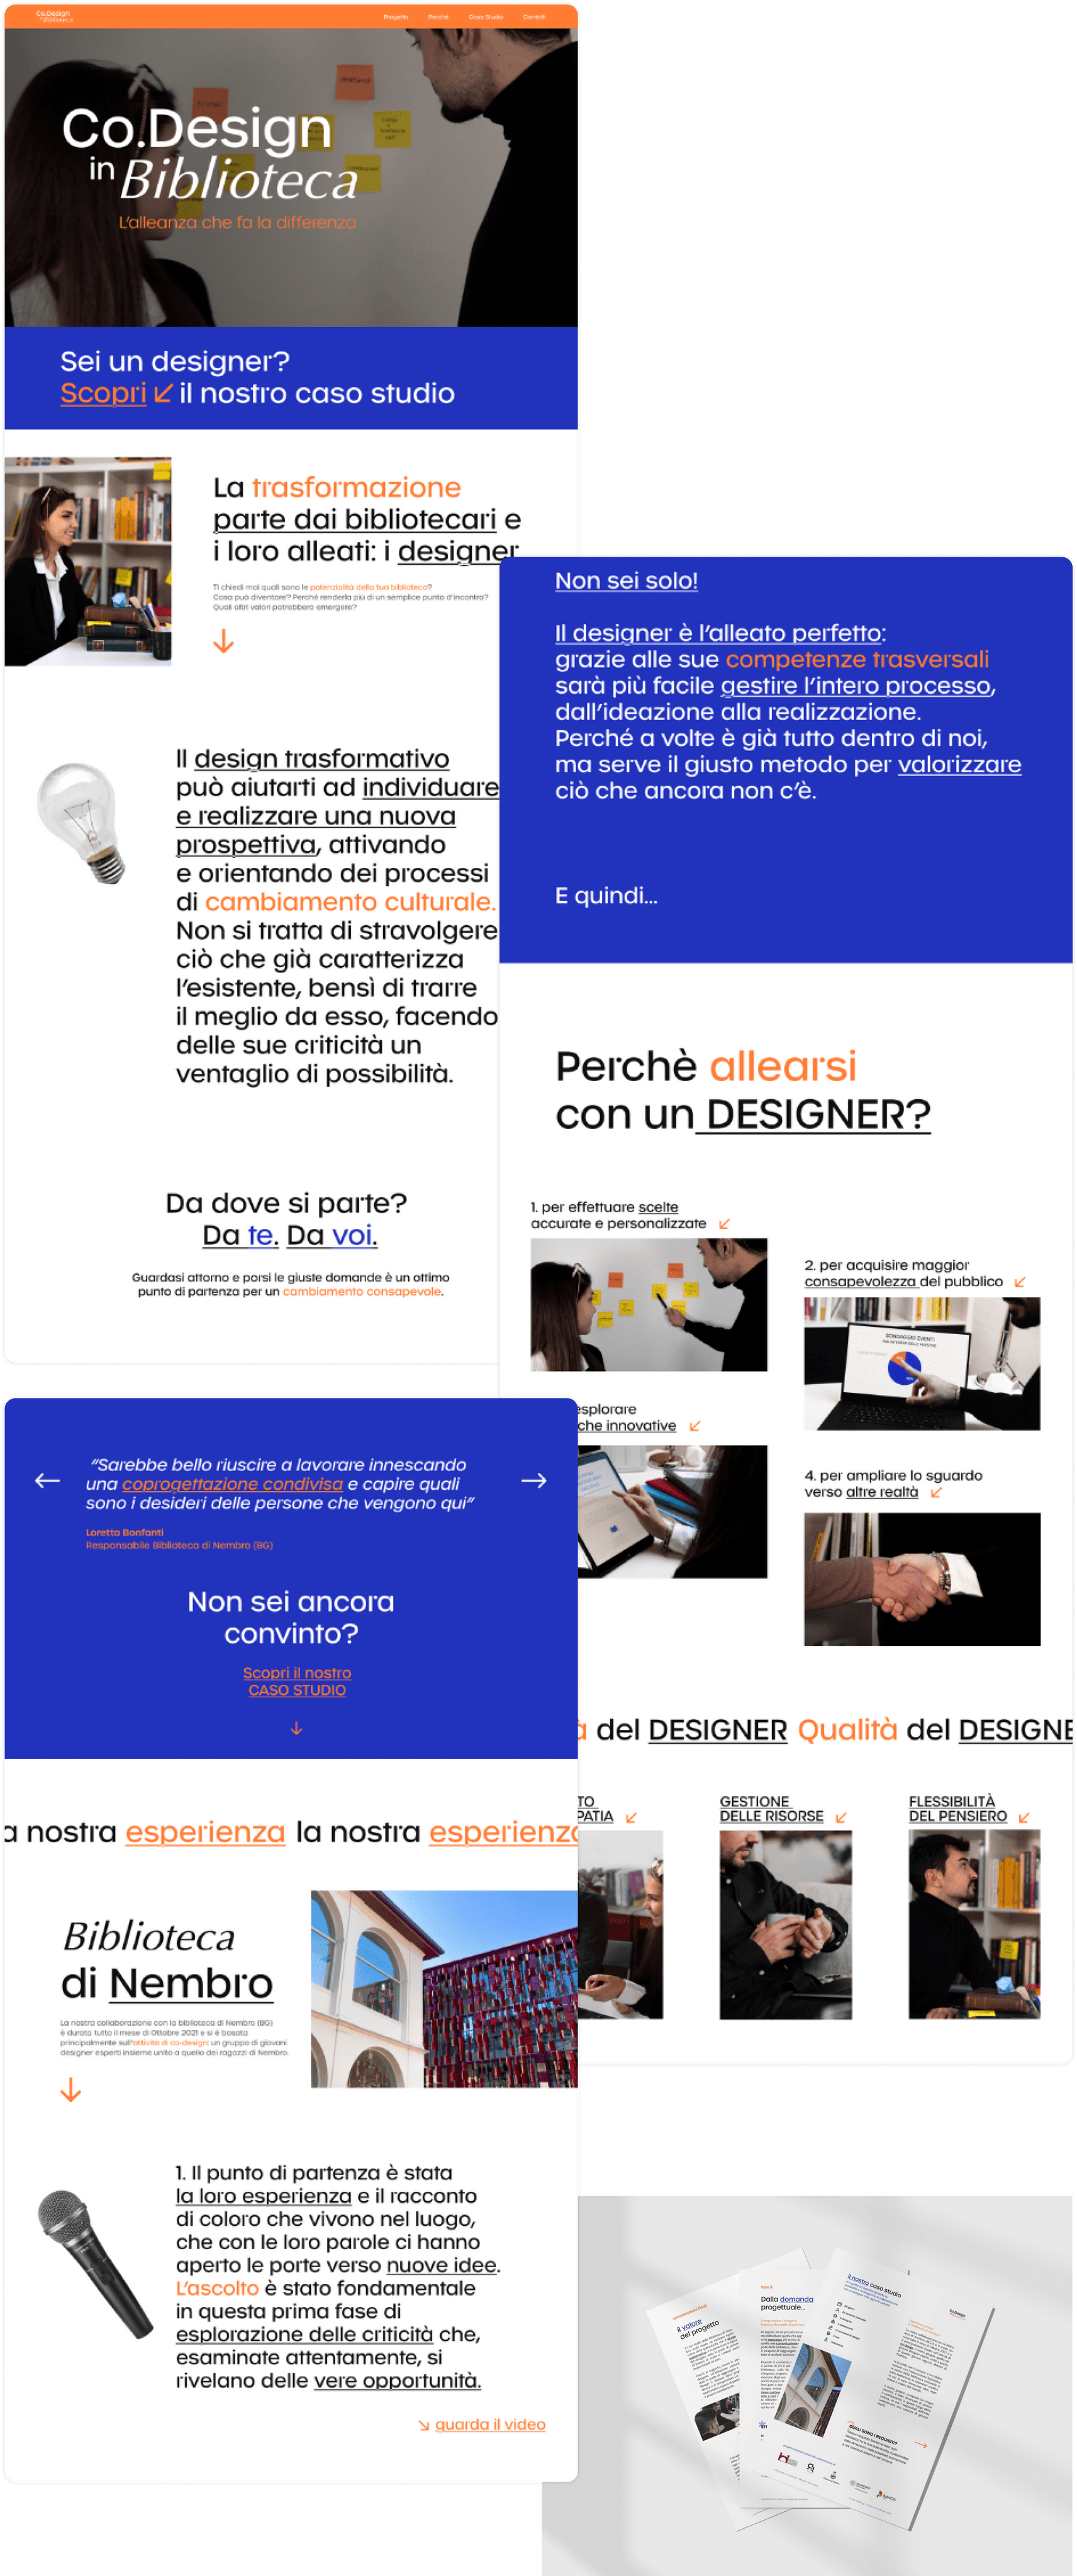 Co.Design
in Biblioteca
Progetto
Perché
Caso Studio
Contatti
Co.Design
in Biblioteca
L'alleanza che fa la differenza
Sei un designer?
Scopri ↙ il nostro caso studio
La trasformazione
parte dai bibliotecari e
i loro alleati: i designer
Ti chiedi mai quali sono le potenzialità della tua biblioteca?
Cosa può diventare? Perché renderla più di un semplice punto d'incontro?
Quali altri valori potrebbero emergere?
Il design trasformativo
può aiutarti ad individuare
e realizzare una nuova
prospettiva, attivando
e orientando dei processi
di cambiamento culturale.
Non si tratta di stravolgere
ciò che già caratterizza
l'esistente, bensì di trarre
il meglio da esso, facendo
delle sue criticità un
ventaglio di possibilità.
Da dove si parte?
Da te. Da voi.
Guardasi attorno e porsi le giuste domande è un ottimo
punto di partenza per un cambiamento consapevole.
Non sei solo!
Il designer è l'alleato perfetto:
grazie alle sue competenze trasversali
sarà più facile gestire l'intero processo,
dall'ideazione alla realizzazione.
Perché a volte è già tutto dentro di noi,
ma serve il giusto metodo per valorizzare
ciò che ancora non c'è.
E quindi...
Perchè allearsi
con un DESIGNER?
1. per effettuare scelte
accurate e personalizzate
2. per acquisire maggior
consapevolezza del pubblico
SONDAGGIO EVENTI
esplorare
che innovative
4. per ampliare lo sguardo
verso altre realtà
à del DESIGNER Qualità del DESIGNE
TO
PATIA
GESTIONE
DELLE RISORSE
FLESSIBILITÀ
DEL PENSIERO
"Sarebbe bello riuscire a lavorare innescando
una coprogettazione condivisa e capire quali
sono i desideri delle persone che vengono qui"
Loretta Bonfanti
Responsabile Biblioteca di Nembro (BG)
Non sei ancora
convinto?
Scopri il nostro
CASO STUDIO
a nostra esperienza la nostra esperienza
Biblioteca
di Nembro
La nostra collaborazione con la biblioteca di Nembro (BG)
è durata tutto il mese di Ottobre 2021 e si è basata
principalmente sull'attività di co-design: un gruppo di giovani
designer esperti insieme unito a quello dei ragazzi di Nembro.
1. Il punto di partenza è stata
la loro esperienza e il racconto
di coloro che vivono nel luogo,
che con le loro parole ci hanno
aperto le porte verso nuove idee.
L'ascolto è stato fondamentale
in questa prima fase di
esplorazione delle criticità che,
esaminate attentamente, si
rivelano delle vere opportunità.
guarda il video
il valore
del progetto
Dalla domanda
progettuale...
il nostro caso studio
Co.Design
QUALI SONO I REQUISITI?